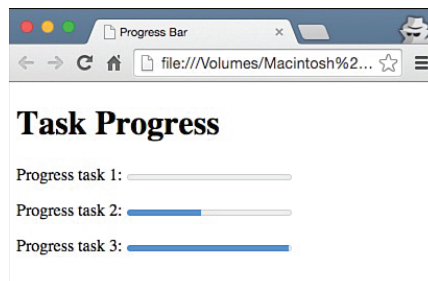 Progress Bar
file:///Volumes/Macintosh%2...
Task Progress
Progress task 1:
Progress task 2:
Progress task 3: